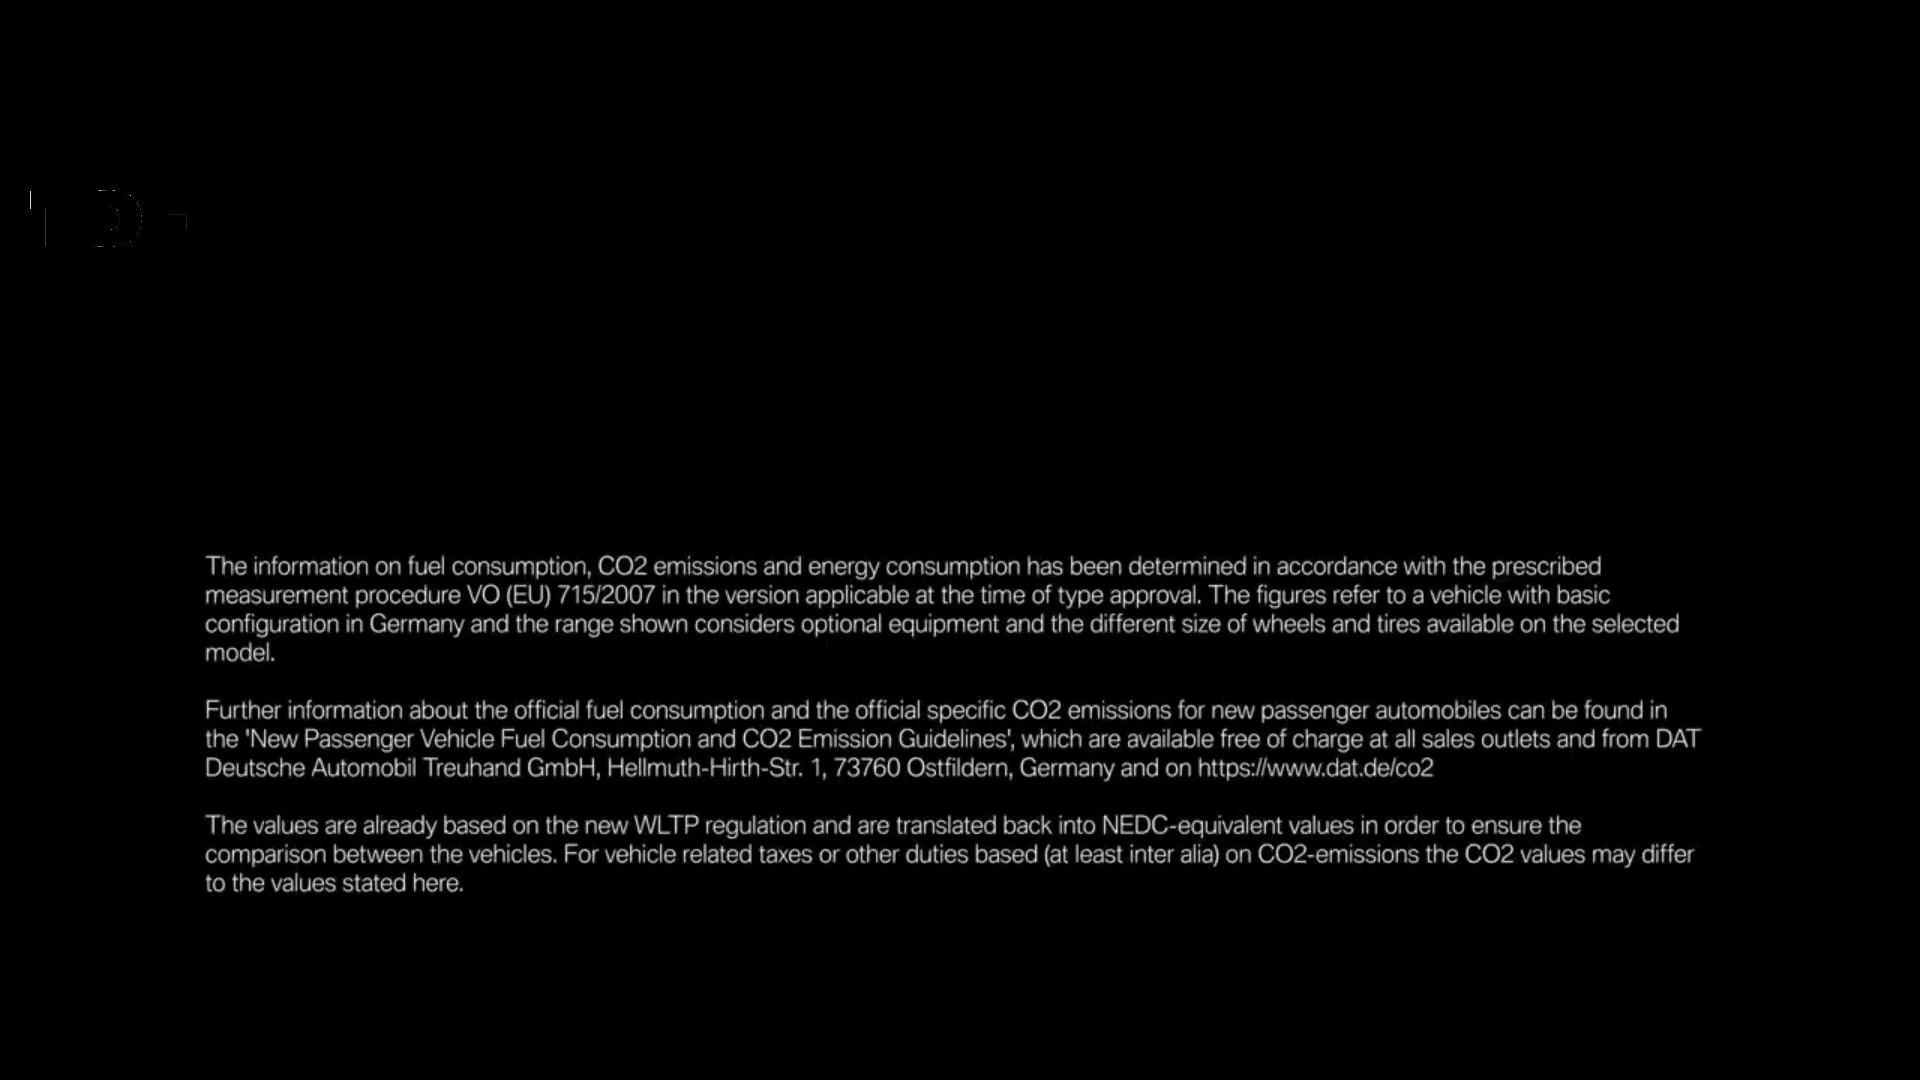 The information on fuel consumption, CO2 emissions and energy consumption has been determined in accordance with the prescribed
measurement procedure VO (EU) 715/2007 in the version applicable at the time of type approval. The figures refer to a vehicle with basic
configuration in Germany and the range shown considers optional equipment and the different size of wheels and tires available on the selected
model.
Further information about the official fuel consumption and the official specific CO2 emissions for new passenger automobiles can be found in
the 'New Passenger Vehicle Fuel Consumption and CO2 Emission Guidelines', which are available free of charge at all sales outlets and from DAT
Deutsche Automobil Treuhand GmbH, Hellmuth-Hirth-Str. 1, 73760 Ostfildern, Germany and on https://www.dat.de/co2
The values are already based on the new WLTP regulation and are translated back into NEDC-equivalent values in order to ensure the
comparison between the vehicles. For vehicle related taxes or other duties based (at least inter alia) on CO2-emissions the CO2 values may differ
to the values stated here.